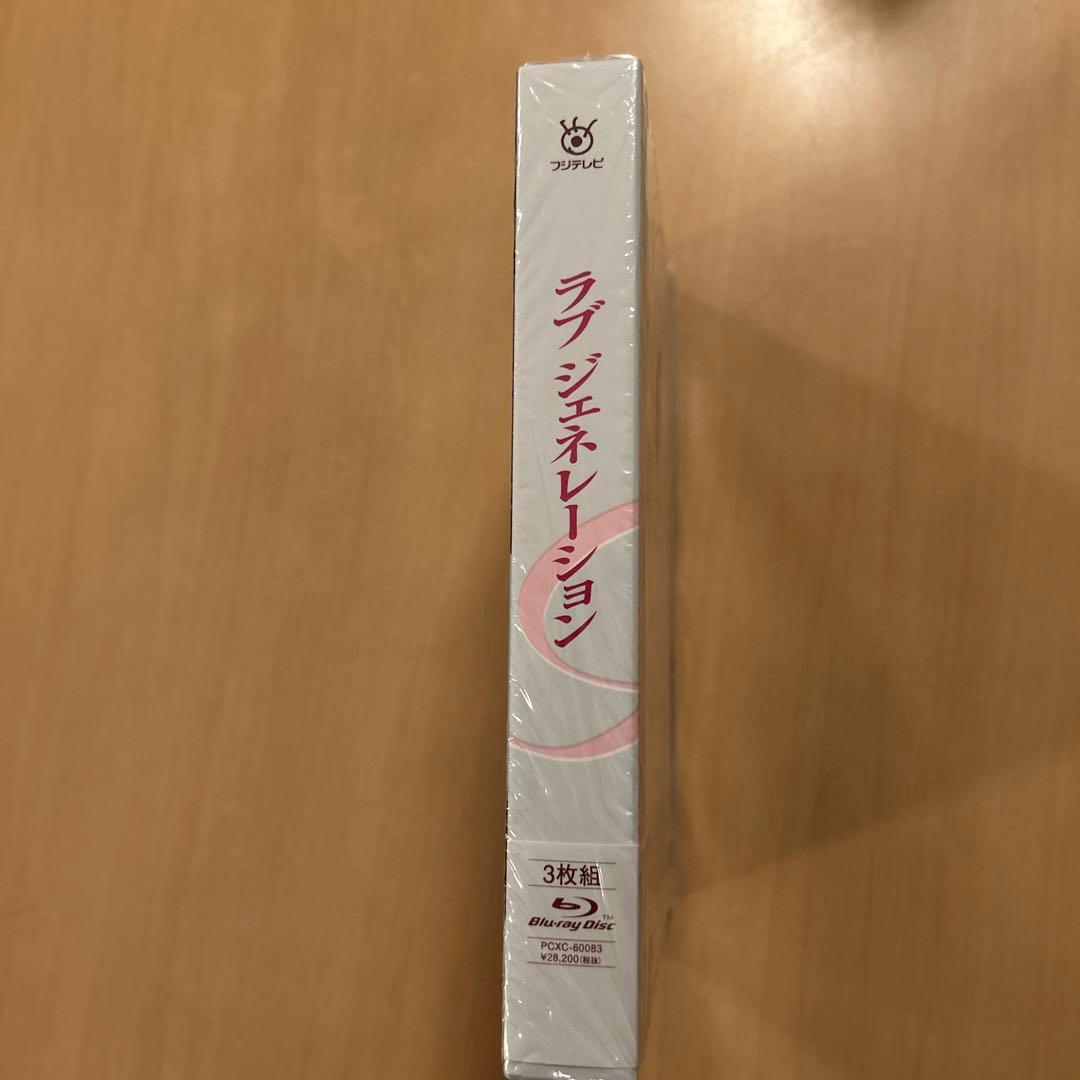 フジテレビ
ラブ ジェネレーション
3枚組
Blu-ray Disc™
PCXC-60083
¥28,200(税抜)